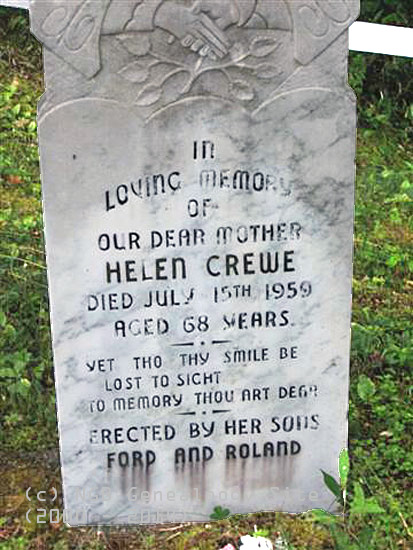 IN
LOVING MEMORY
OF
OUR DEAR MOTHER
HELEN CREWE
DIED JULY 15TH 1959
AGED 68 YEARS.
YET THO THY SMILE BE
LOST TO SIGHT
TO MEMORY THOU ART DEAR
ERECTED BY HER SONS
FORD AND ROLAND
(c)